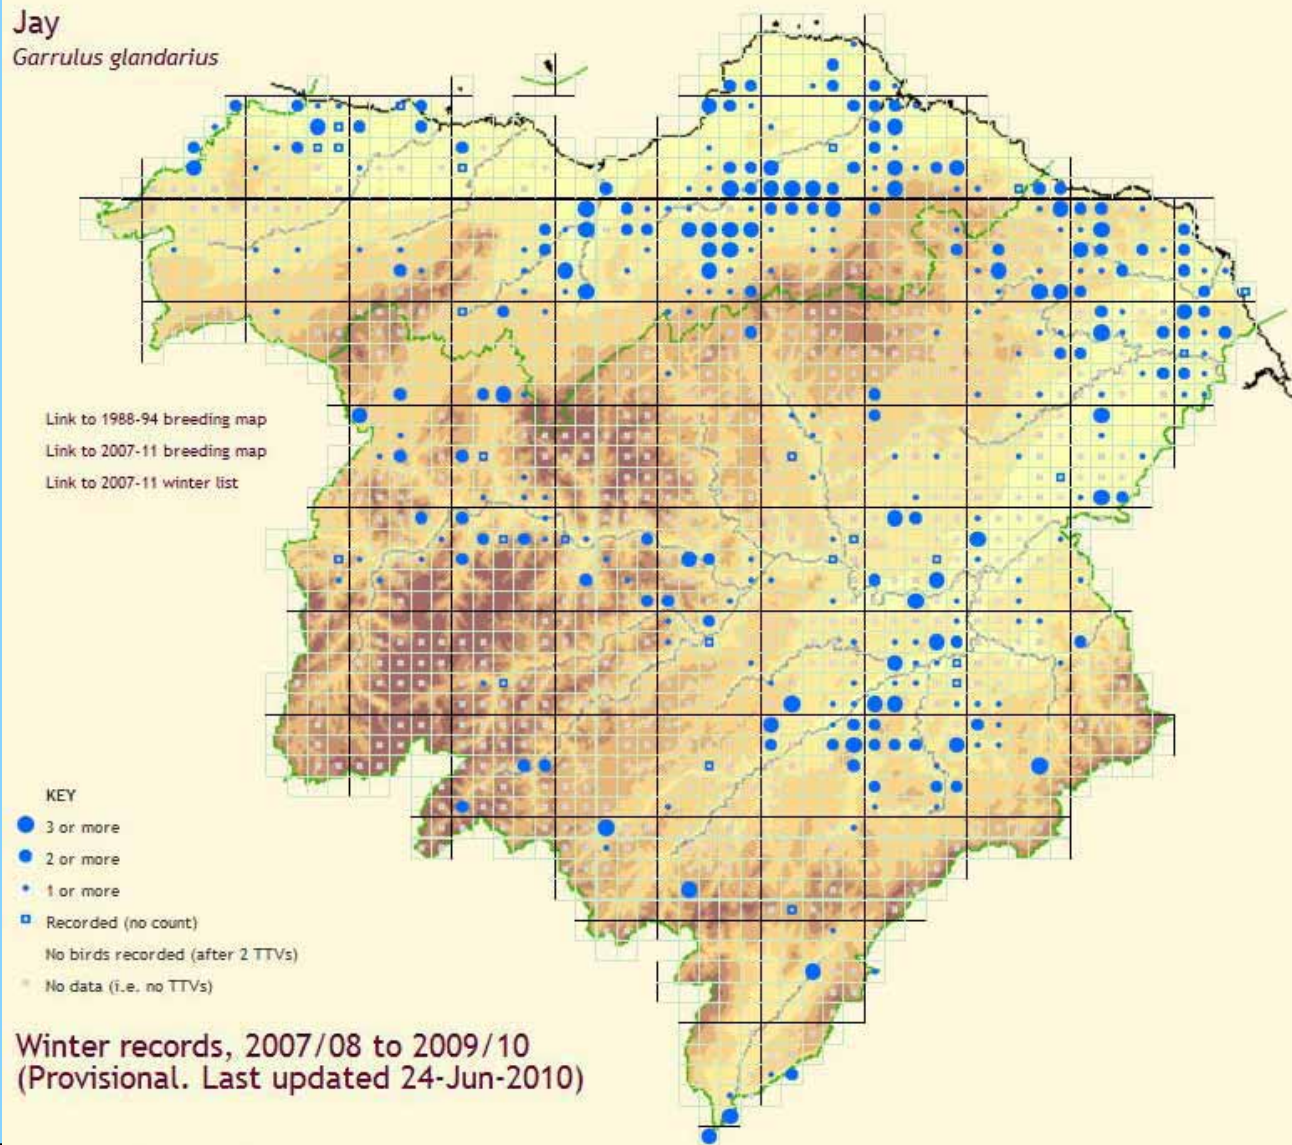 Jay
Garrulus glandarius
Link to 1988-94 breeding map
Link to 2007-11 breeding map
Link to 2007-11 winter list
KEY
3 or more
2 or more
1 or more
Recorded (no count)
No birds recorded (after 2 TTVs)
No data (i.e. no TTVs)
Winter records, 2007/08 to 2009/10
(Provisional. Last updated 24-Jun-2010)